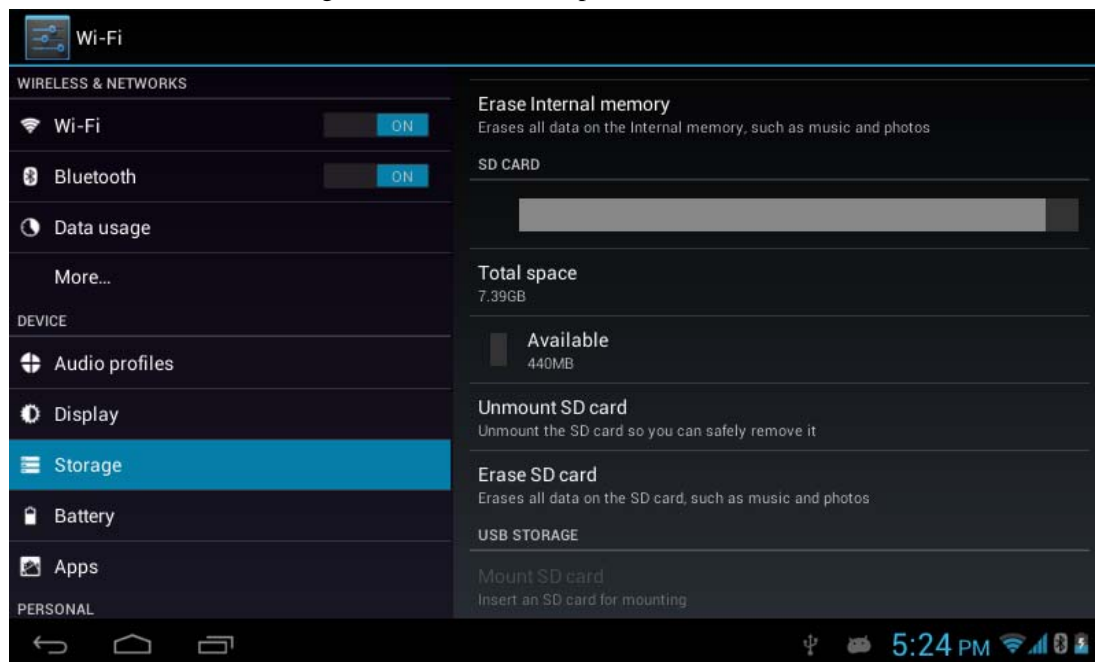 Wi-Fi
WIRELESS & NETWORKS
Wi-Fi ON
Bluetooth ON
Data usage
More...
DEVICE
Audio profiles
Display
Storage
Battery
Apps
PERSONAL
Erase Internal memory
Erases all data on the Internal memory, such as music and photos
SD CARD
Total space
7.39GB
Available
440MB
Unmount SD card
Unmount the SD card so you can safely remove it
Erase SD card
Erases all data on the SD card, such as music and photos
USB STORAGE
Mount SD card
Insert an SD card for mounting
5:24 PM